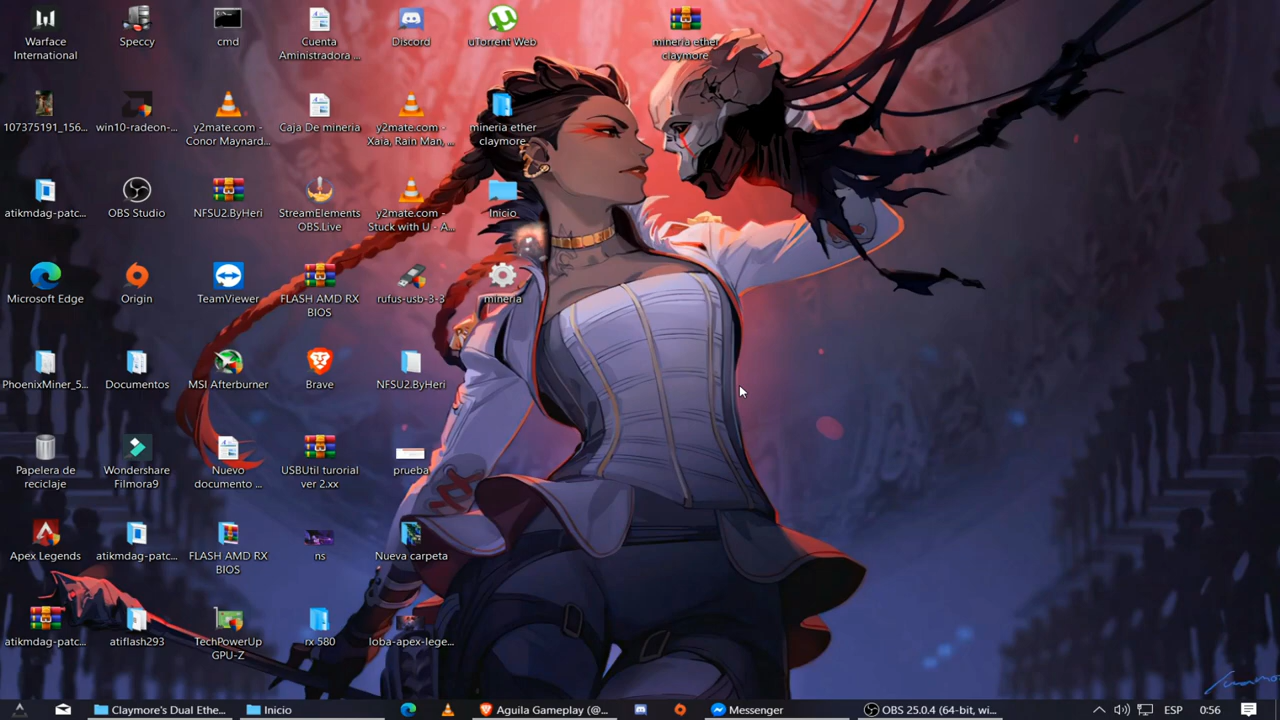 Warface
International
Speccy
cmd
Cuenta
Aministradora ...
Discord
uTorrent Web
mineria ether
claymore
107375191_156...
win10-radeon-...
y2mate.com -
Conor Maynard...
Caja De mineria
y2mate.com -
Xaia, Rain Man, ...
mineria ether
claymore
atikmdag-patc...
OBS Studio
NFSU2.ByHeri
StreamElements
OBS.Live
y2mate.com -
Stuck with U - A...
Inicio
Microsoft Edge
Origin
TeamViewer
FLASH AMD RX
BIOS
rufus-usb-3-3
mineria
PhoenixMiner_5...
Documentos
MSI Afterburner
Brave
NFSU2.ByHeri
Papelera de
reciclaje
Wondershare
Filmora9
Nuevo
documento ...
USBUtil turorial
ver 2.xx
prueba
Apex Legends
atikmdag-patc...
FLASH AMD RX
BIOS
ns
Nueva carpeta
atikmdag-patc...
atiflash293
TechPowerUp
GPU-Z
rx 580
loba-apex-lege...
Claymore's Dual Ethe...
Inicio
Aguila Gameplay (@...
Messenger
OBS 25.0.4 (64-bit, wi...
ESP
0:56